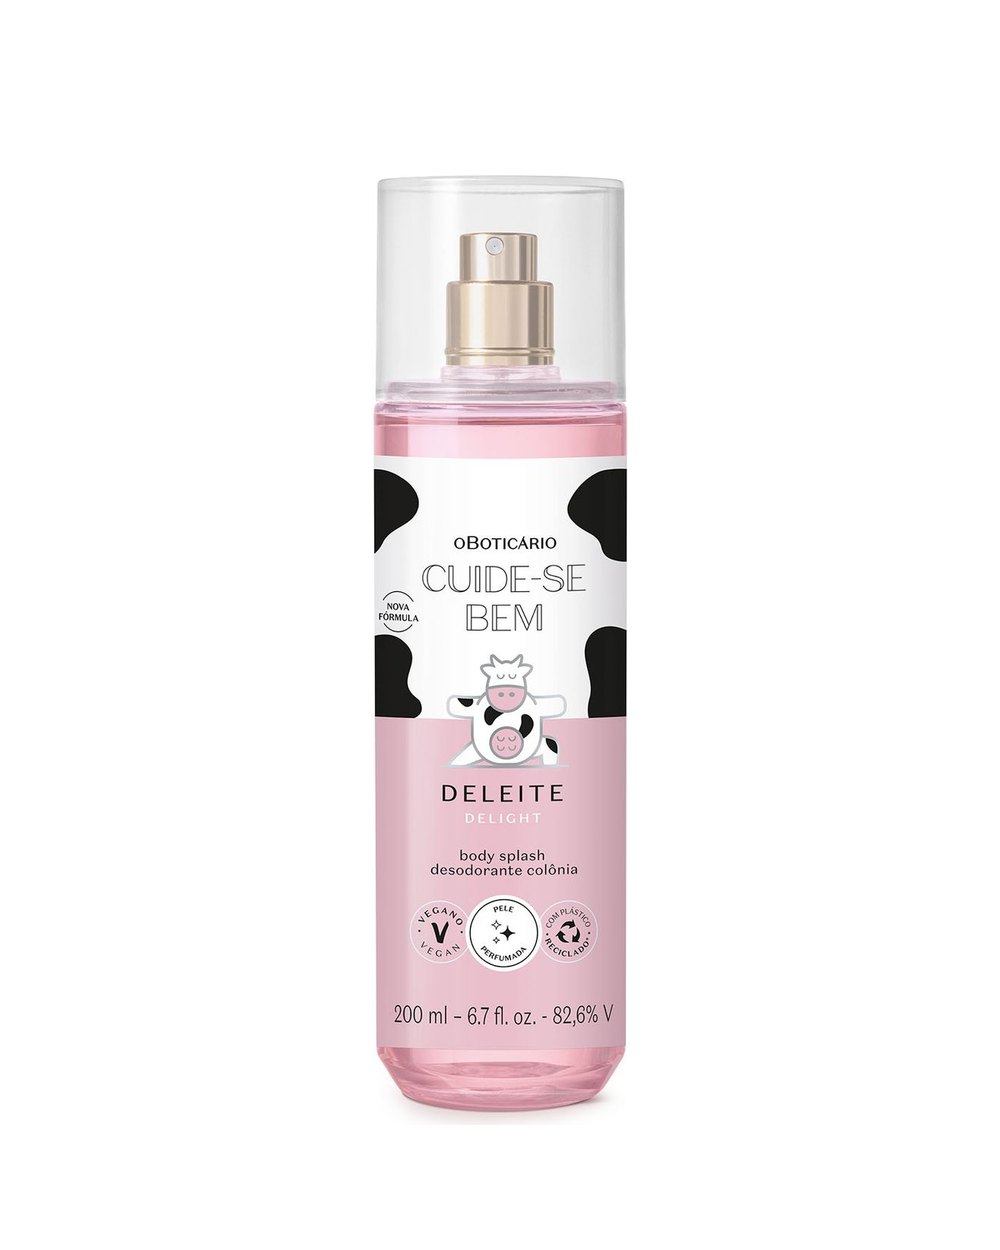 oBOTICÁRIO
CUIDE-SE
BEM
NOVA
FÓRMULA
DELEITE
DELIGHT
body splash
desodorante colônia
VEGANO
VEGAN
PELE
PERFUMADA
COM PLÁSTICO
RECICLADO
200 ml – 6.7 fl. oz. - 82,6% V